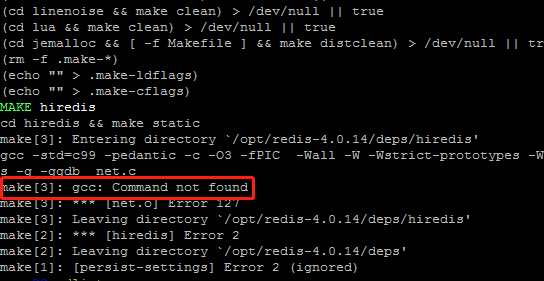 (cd linenoise && make clean) > /dev/null || true
(cd lua && make clean) > /dev/null || true
(cd jemalloc && [ -f Makefile ] && make distclean) > /dev/null || tr
(rm -f .make-*)
(echo "" > .make-ldflags)
(echo "" > .make-cflags)
MAKE hiredis
cd hiredis && make static
make[3]: Entering directory `/opt/redis-4.0.14/deps/hiredis'
gcc -std=c99 -pedantic -c -O3 -fPIC  -Wall -W -Wstrict-prototypes -W
s -g -ggdb  net.c
make[3]: gcc: Command not found
make[3]: *** [net.o] Error 127
make[3]: Leaving directory `/opt/redis-4.0.14/deps/hiredis'
make[2]: *** [hiredis] Error 2
make[2]: Leaving directory `/opt/redis-4.0.14/deps'
make[1]: [persist-settings] Error 2 (ignored)